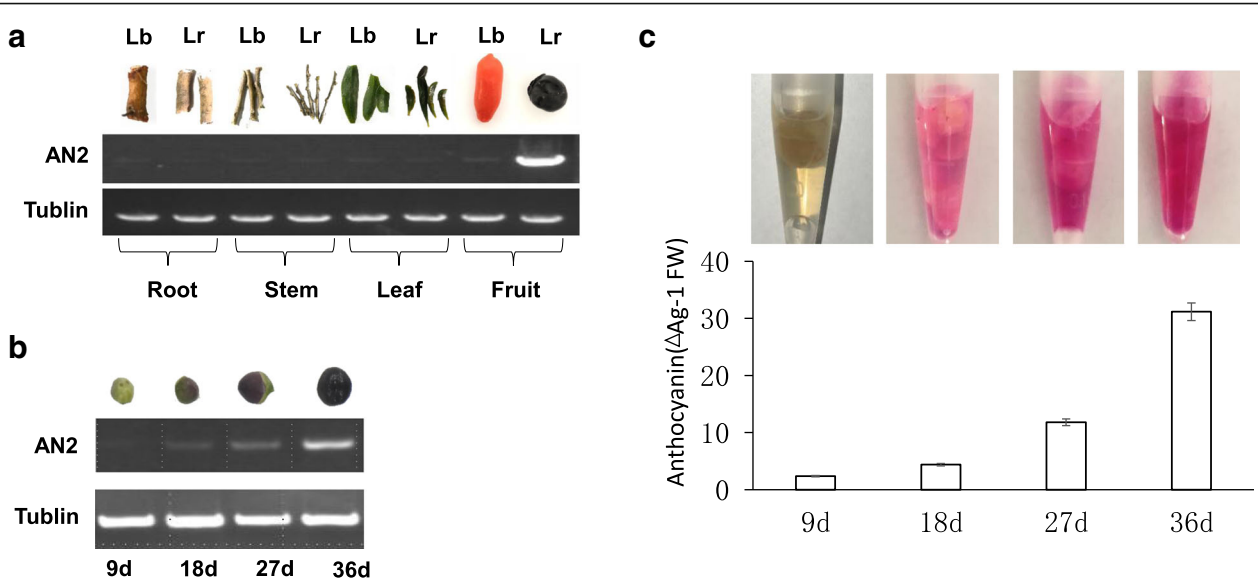 a
Lb Lr Lb Lr Lb Lr Lb Lr
AN2
Tublin
Root Stem Leaf Fruit
b
AN2
Tublin
9d 18d 27d 36d
c
Anthocyanin(ΔAg-1 FW)
40
30
20
10
0
9d 18d 27d 36d